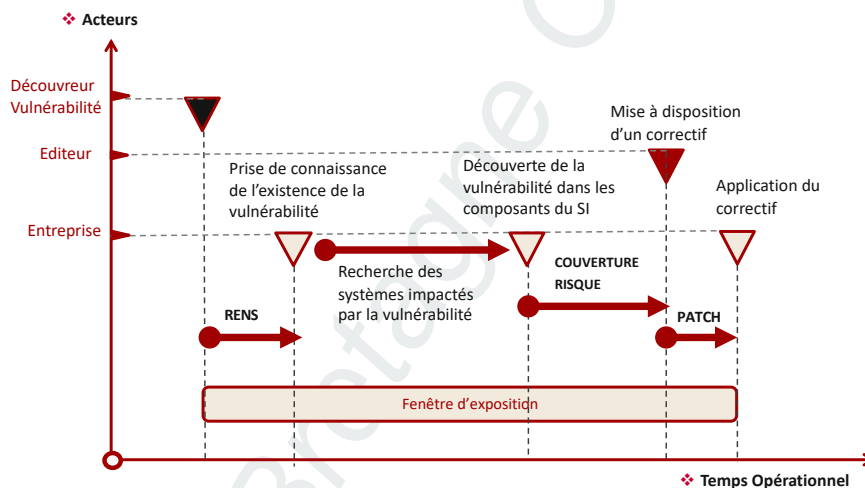 ❖ Acteurs
Découvreur
Vulnérabilité
Editeur
Entreprise
Mise à disposition
d'un correctif
Prise de connaissance
de l'existence de la
vulnérabilité
Découverte de la
vulnérabilité dans les
composants du SI
Application du
correctif
Recherche des
systèmes impactés
par la vulnérabilité
COUVERTURE
RISQUE
RENS
PATCH
Fenêtre d'exposition
❖ Temps Opérationnel
Bretagne